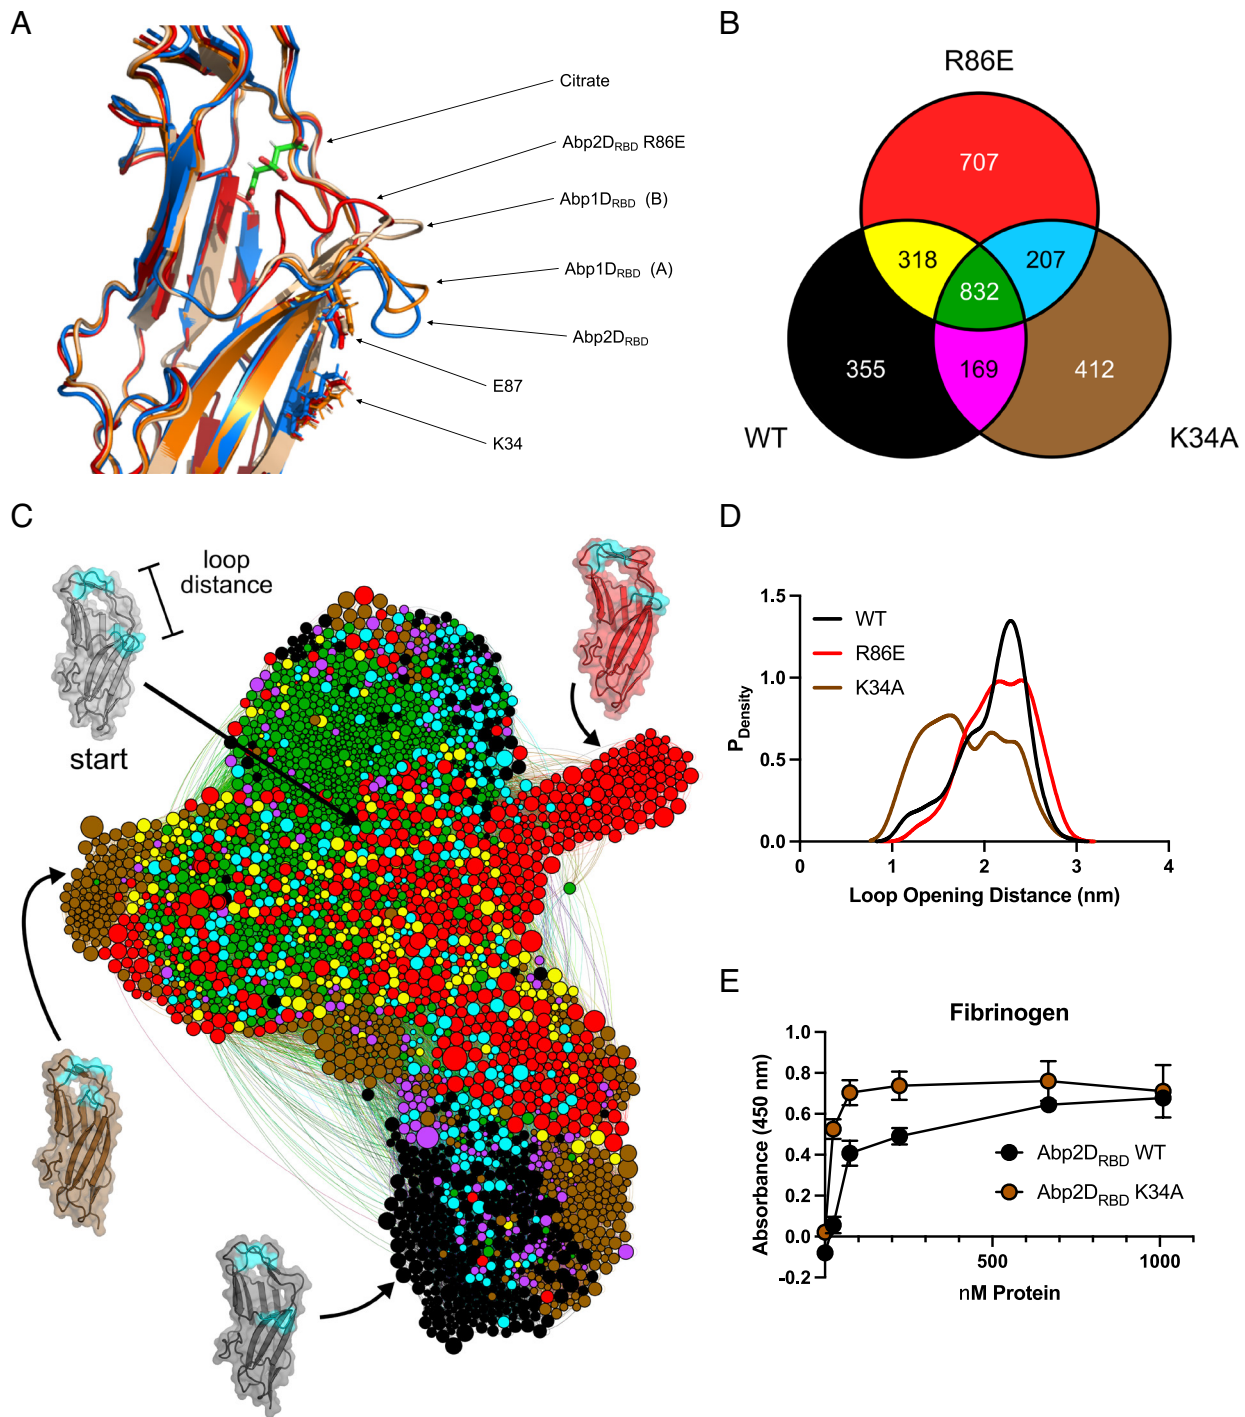 A
Citrate
Abp2DRBD R86E
Abp1DRBD (B)
Abp1DRBD (A)
Abp2DRBD
E87
K34
B
R86E
707
318
207
832
355
169
412
WT
K34A
C
loop
distance
start
D
1.5
1.0
0.5
0.0
PDensity
WT
R86E
K34A
0
1
2
3
4
Loop Opening Distance (nm)
E
Fibrinogen
1.0
0.8
0.6
0.4
0.2
0.0
-0.2
Absorbance (450 nm)
Abp2DRBD WT
Abp2DRBD K34A
500
1000
nM Protein